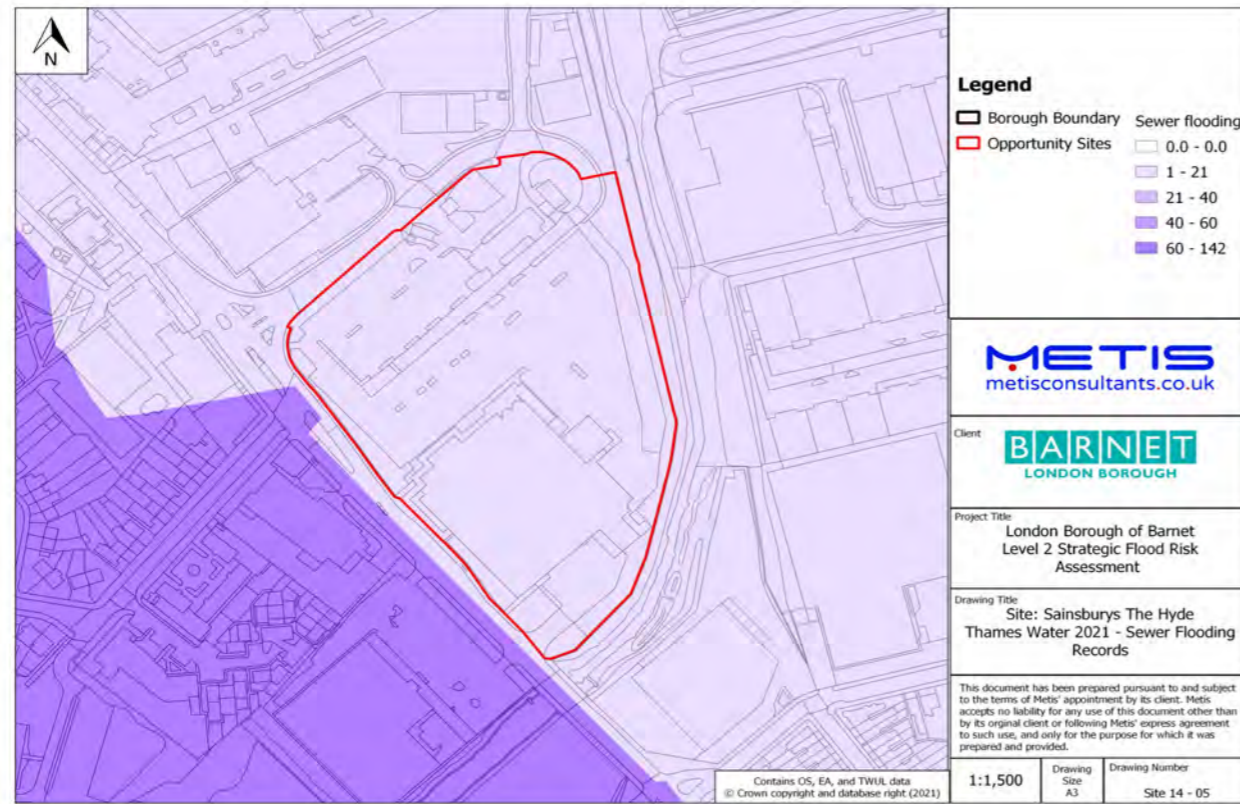 N
Legend
Borough Boundary
Opportunity Sites
Sewer flooding
0.0 - 0.0
1 - 21
21 - 40
40 - 60
60 - 142
METIS
metisconsultants.co.uk
Client
BARNET
LONDON BOROUGH
Project Title
London Borough of Barnet
Level 2 Strategic Flood Risk
Assessment
Drawing Title
Site: Sainsburys The Hyde
Thames Water 2021 - Sewer Flooding
Records
This document has been prepared pursuant to and subject
to the terms of Metis' appointment by its client. Metis
accepts no liability for any use of this document other than
by its orginal client or following Metis' express agreement
to such use, and only for the purpose for which it was
prepared and provided.
Contains OS, EA, and TWUL data
© Crown copyright and database right (2021)
1:1,500
Drawing
Size
A3
Drawing Number
Site 14 - 05